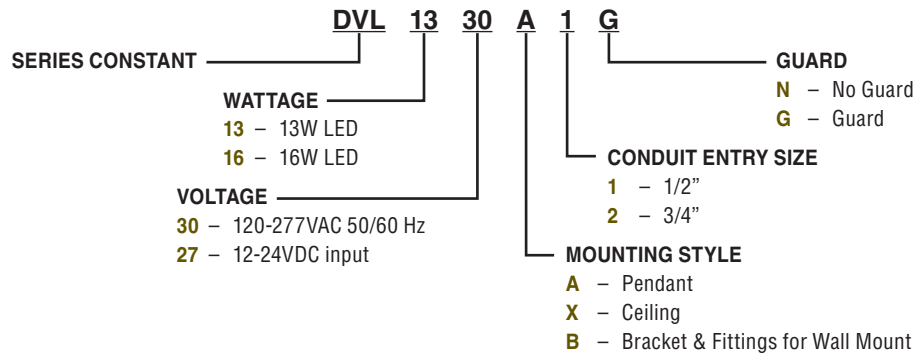 DVL 13 30 A 1 G
SERIES CONSTANT
GUARD
N – No Guard
G – Guard
WATTAGE
13 – 13W LED
16 – 16W LED
CONDUIT ENTRY SIZE
1 – 1/2”
2 – 3/4”
VOLTAGE
30 – 120-277VAC 50/60 Hz
27 – 12-24VDC input
MOUNTING STYLE
A – Pendant
X – Ceiling
B – Bracket & Fittings for Wall Mount